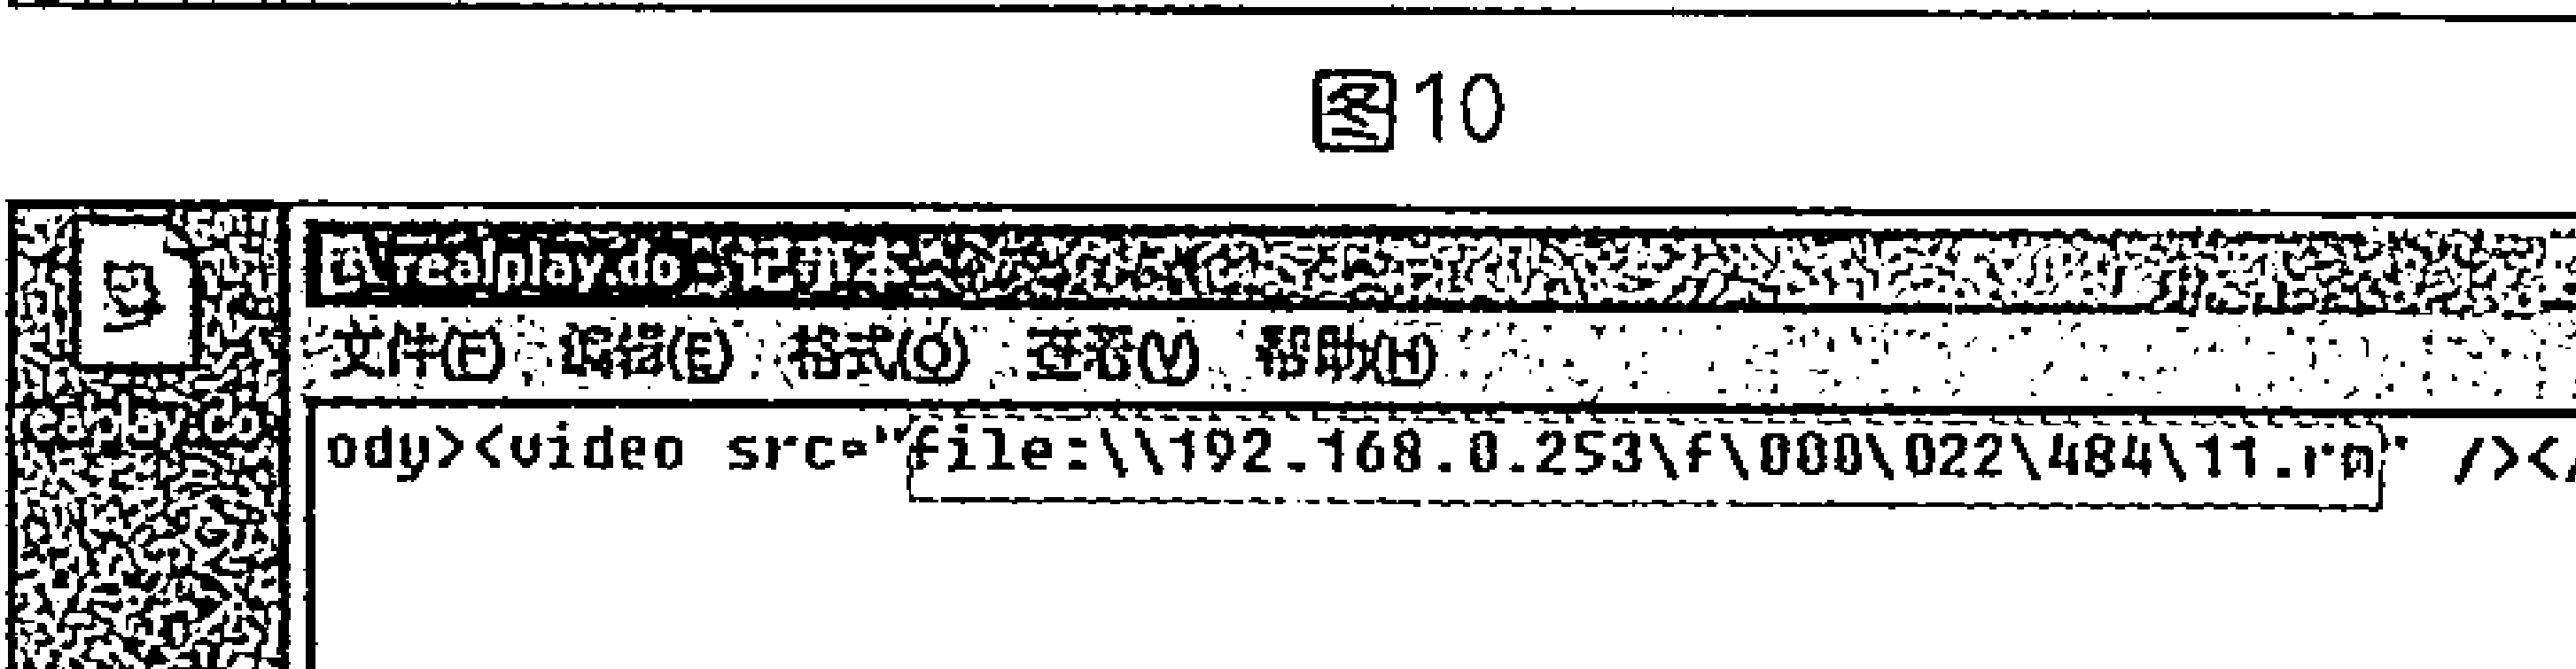 图10
realplay.do - 记事本
文件(F) 编辑(E) 格式(O) 查看(V) 帮助(H)
ody><video src="file:\\192.168.0.253\f\000\022\484\11.rm" /></